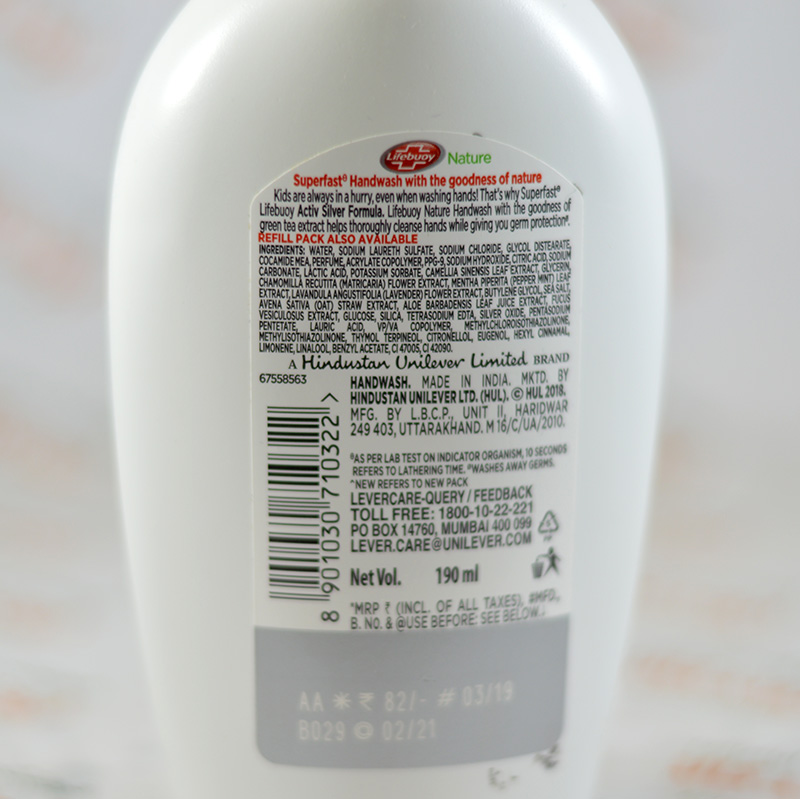 Lifebuoy Nature
Superfast® Handwash with the goodness of nature
Kids are always in a hurry, even when washing hands! That's why Superfast®
Lifebuoy Activ Silver Formula. Lifebuoy Nature Handwash with the goodness of
green tea extract helps thoroughly cleanse hands while giving you germ protection#.
REFILL PACK ALSO AVAILABLE
INGREDIENTS: WATER, SODIUM LAURETH SULFATE, SODIUM CHLORIDE, GLYCOL DISTEARATE,
COCAMIDE MEA, PERFUME, ACRYLATE COPOLYMER, PPG-9, SODIUM HYDROXIDE, CITRIC ACID, SODIUM
CARBONATE, LACTIC ACID, POTASSIUM SORBATE, CAMELLIA SINENSIS LEAF EXTRACT, GLYCERIN,
CHAMOMILLA RECUTITA (MATRICARIA) FLOWER EXTRACT, MENTHA PIPERITA (PEPPER MINT) LEAF
EXTRACT, LAVANDULA ANGUSTIFOLIA (LAVENDER) FLOWER EXTRACT, BUTYLENE GLYCOL, SEA SALT,
AVENA SATIVA (OAT) STRAW EXTRACT, ALOE BARBADENSIS LEAF JUICE EXTRACT, FUCUS
VESICULOSUS EXTRACT, GLUCOSE, SILICA, TETRASODIUM EDTA, SILVER OXIDE, PENTASODIUM
PENTETATE, LAURIC ACID, VP/VA COPOLYMER, METHYLCHLOROISOTHIAZOLINONE,
METHYLISOTHIAZOLINONE, THYMOL TERPINEOL, CITRONELLOL, EUGENOL, HEXYL CINNAMAL,
LIMONENE, LINALOOL, BENZYL ACETATE, CI 47005, CI 42090.
A Hindustan Unilever Limited BRAND
67558563
HANDWASH. MADE IN INDIA. MKTD. BY
HINDUSTAN UNILEVER LTD. (HUL). © HUL 2018.
MFG. BY L.B.C.P., UNIT II, HARIDWAR
249 403, UTTARAKHAND. M 16/C/UA/2010.
AS PER LAB TEST ON INDICATOR ORGANISM, 10 SECONDS
REFERS TO LATHERING TIME. #WASHES AWAY GERMS.
^NEW REFERS TO NEW PACK
LEVERCARE-QUERY / FEEDBACK
TOLL FREE: 1800-10-22-221
PO BOX 14760, MUMBAI 400 099
LEVER.CARE@UNILEVER.COM
Net Vol. 190 ml
*MRP ₹ (INCL. OF ALL TAXES), #MFD.,
B. NO. & @USE BEFORE: SEE BELOW.
8 901030 710322 >
AA * ₹ 82/- # 03/19
B029 @ 02/21